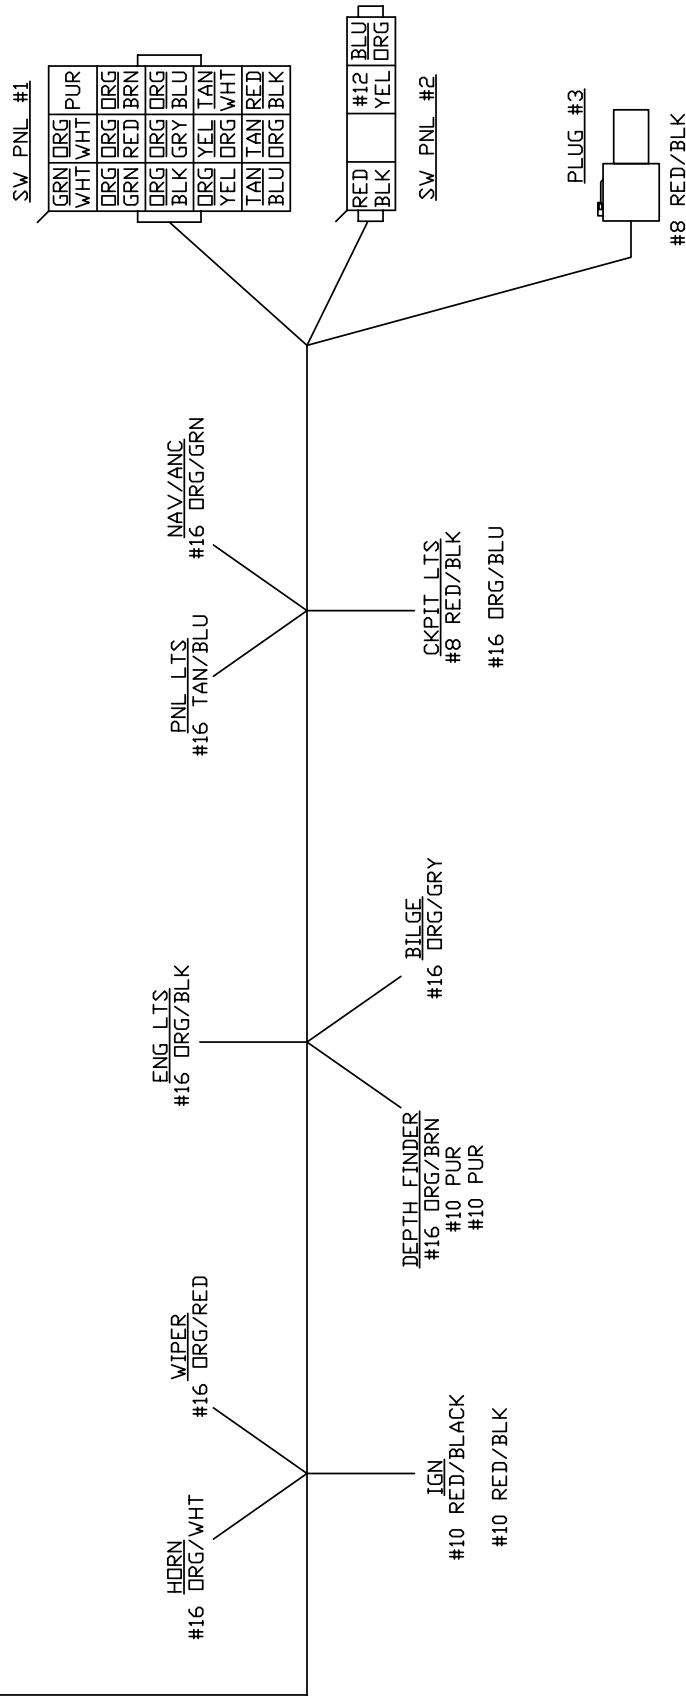 HORN
#16 ORG/WHT
WIPER
#16 ORG/RED
ENG LTS
#16 ORG/BLK
PNL LTS
#16 TAN/BLU
NAV/ANC
#16 ORG/GRN
IGN
#10 RED/BLACK
#10 RED/BLK
DEPTH FINDER
#16 ORG/BRN
#10 PUR
#10 PUR
BILGE
#16 ORG/GRY
CKPIT LTS
#8 RED/BLK
#16 ORG/BLU
SW PNL #1
GRN ORG PUR
WHT WHT
ORG ORG ORG
GRN RED BRN
ORG ORG ORG
BLK GRY BLU
ORG YEL TAN
YEL ORG WHT
TAN TAN RED
BLU ORG BLK
RED #12 BLU
BLK YEL ORG
SW PNL #2
PLUG #3
#8 RED/BLK